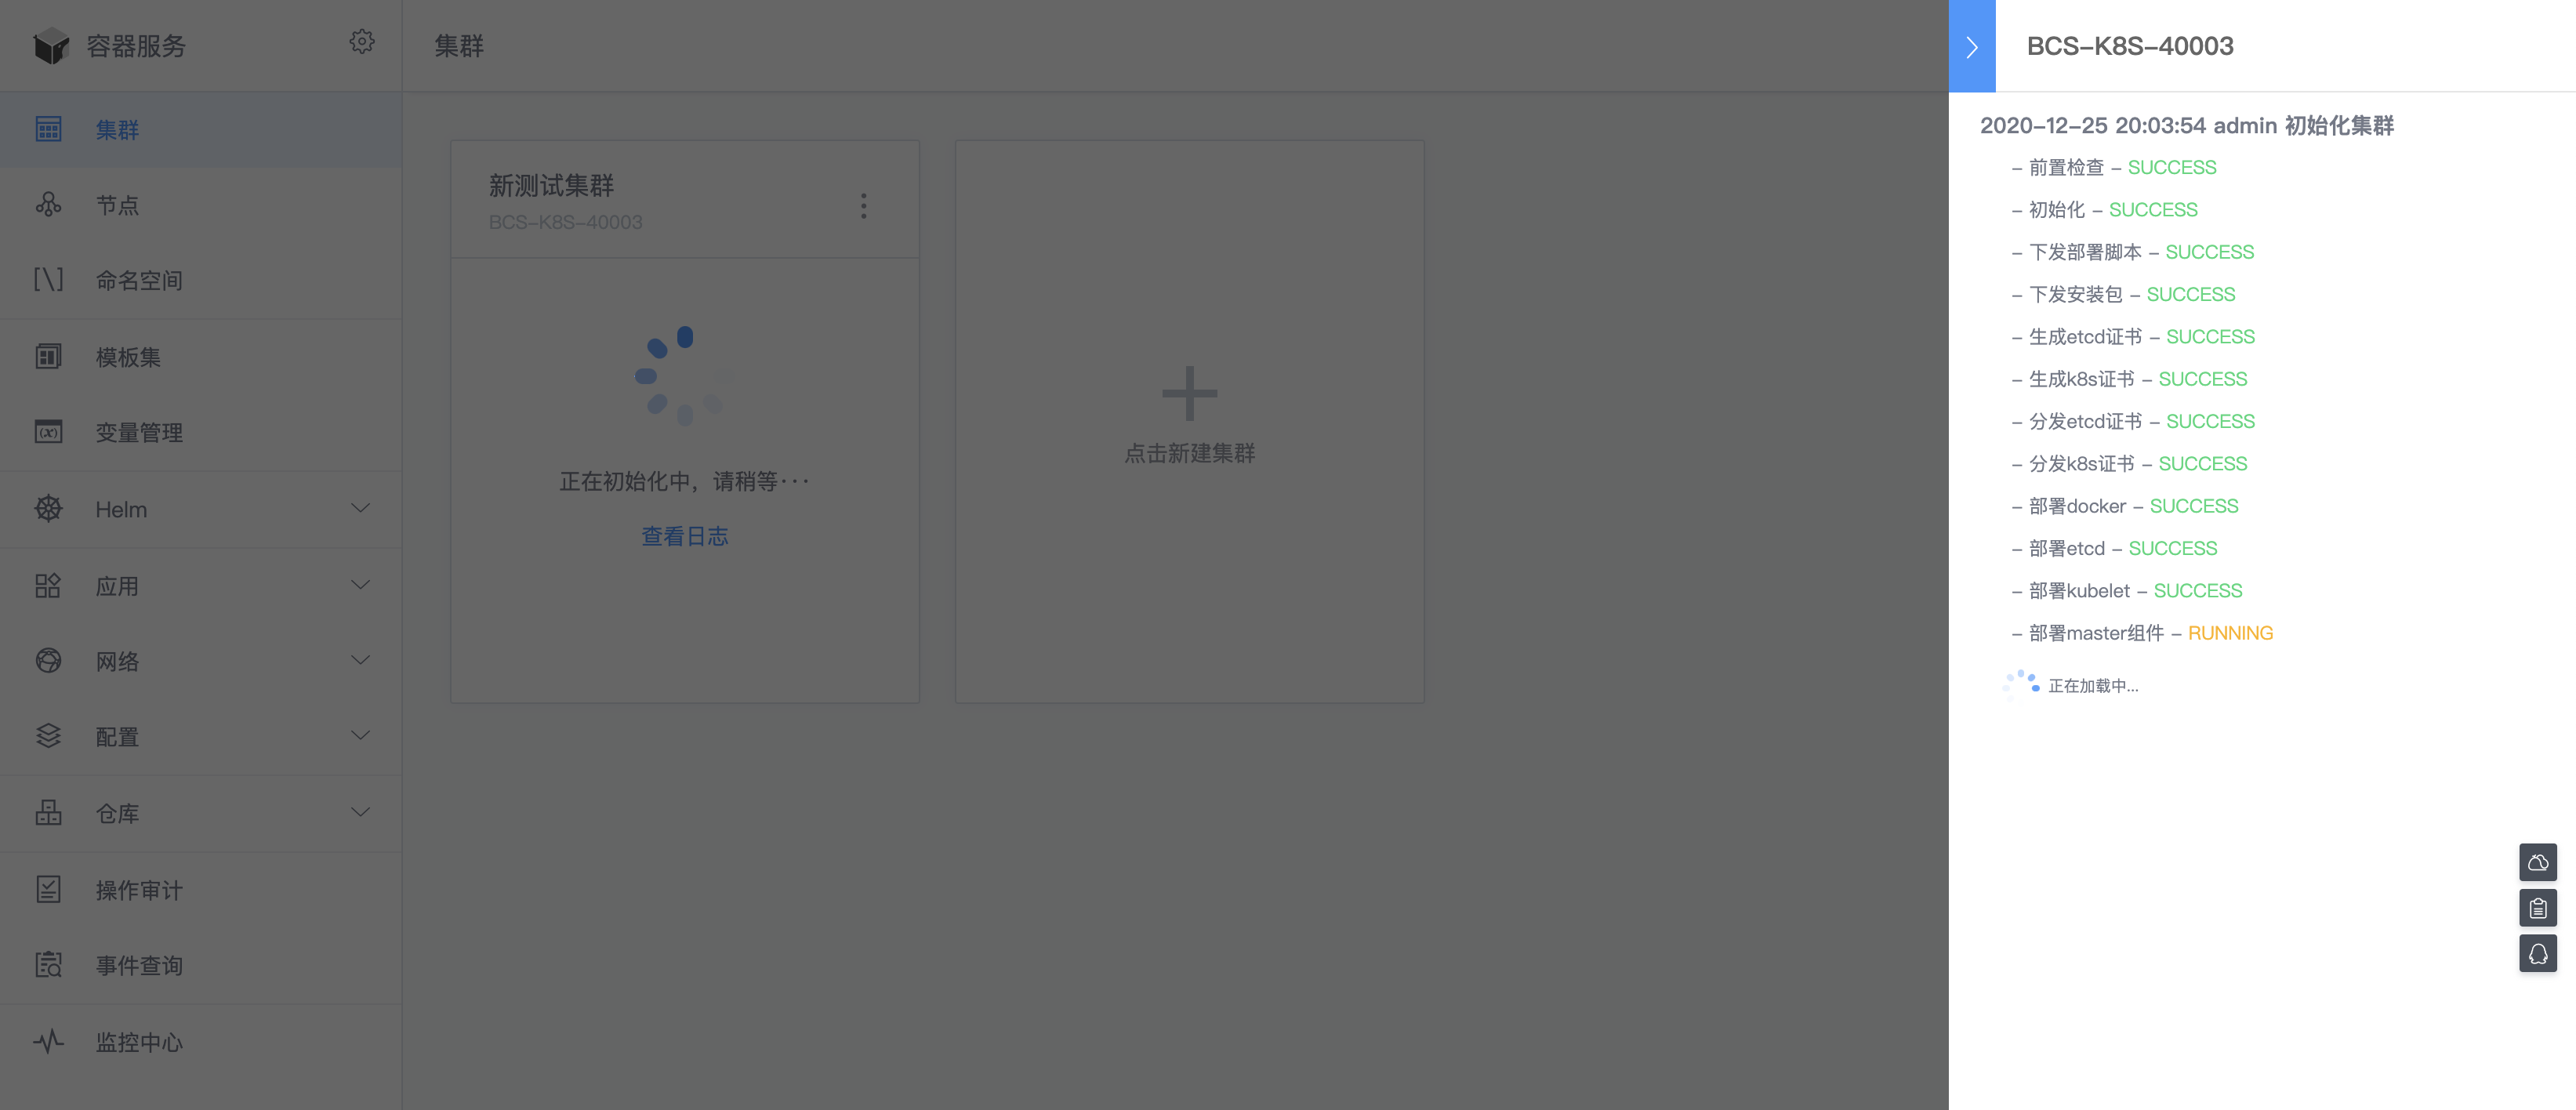 容器服务
集群
节点
命名空间
模板集
变量管理
Helm
应用
网络
配置
仓库
操作审计
事件查询
监控中心
集群
新测试集群
BCS-K8S-40003
正在初始化中，请稍等···
查看日志
点击新建集群
BCS-K8S-40003
2020-12-25 20:03:54 admin 初始化集群
- 前置检查 - SUCCESS
- 初始化 - SUCCESS
- 下发部署脚本 - SUCCESS
- 下发安装包 - SUCCESS
- 生成etcd证书 - SUCCESS
- 生成k8s证书 - SUCCESS
- 分发etcd证书 - SUCCESS
- 分发k8s证书 - SUCCESS
- 部署docker - SUCCESS
- 部署etcd - SUCCESS
- 部署kubelet - SUCCESS
- 部署master组件 - RUNNING
正在加载中...